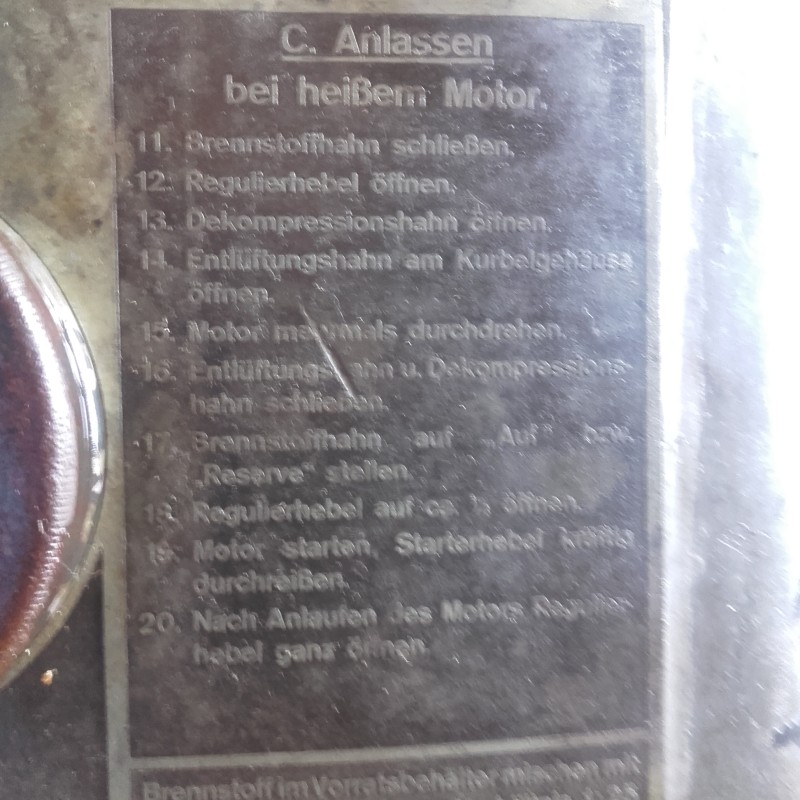 C. Anlassen
bei heißem Motor.
11. Brennstoffhahn schließen.
12. Regulierhebel öffnen.
13. Dekompressionshahn öffnen.
14. Entlüftungshahn am Kurbelgehäuse
öffnen.
15. Motor mehrmals durchdrehen.
16. Entlüftungshahn u. Dekompressions-
hahn schließen.
17. Brennstoffhahn auf „Auf“ bzw.
„Reserve“ stellen.
18. Regulierhebel auf ca. öffnen.
19. Motor starten, Starterhebel kräftig
durchreißen.
20. Nach Anlaufen des Motors Regulier-
hebel ganz öffnen.
Brennstoff im Vorratsbehälter mischen mit